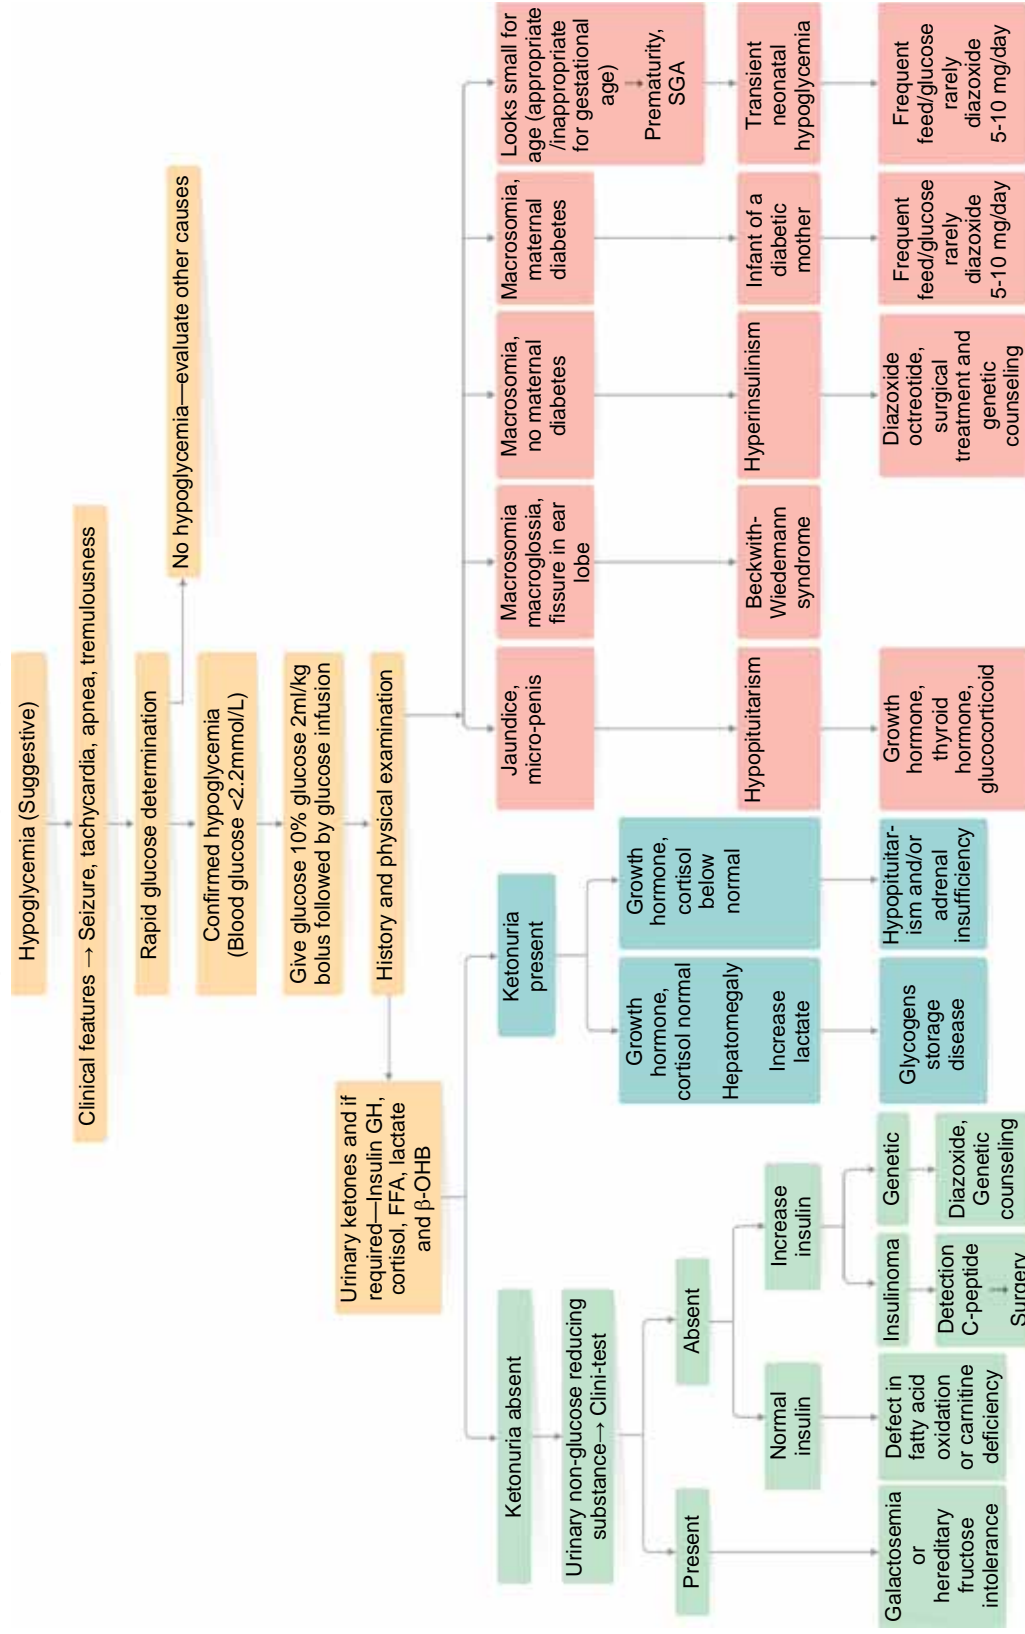 Hypoglycemia (Suggestive)
Clinical features → Seizure, tachycardia, apnea, tremulousness
Rapid glucose determination
No hypoglycemia—evaluate other causes
Confirmed hypoglycemia
(Blood glucose <2.2mmol/L)
Give glucose 10% glucose 2ml/kg
bolus followed by glucose infusion
History and physical examination
Urinary ketones and if
required—Insulin GH,
cortisol, FFA, lactate
and β-OHB
Ketonuria absent
Urinary non-glucose reducing
substance→ Clini-test
Present
Galactosemia
or
hereditary
fructose
intolerance
Absent
Normal
insulin
Defect in
fatty acid
oxidation
or carnitine
deficiency
Increase
insulin
Insulinoma
Detection
C-peptide
Surgery
Genetic
Diazoxide,
Genetic
counseling
Ketonuria
present
Growth
hormone,
cortisol normal
Hepatomegaly
Increase
lactate
Glycogens
storage
disease
Growth
hormone,
cortisol
below
normal
Hypopituitar-
ism and/or
adrenal
insufficiency
Jaundice,
micro-penis
Hypopituitarism
Growth
hormone,
thyroid
hormone,
glucocorticoid
Macrosomia
macroglossia,
fissure in ear
lobe
Beckwith-
Wiedemann
syndrome
Macrosomia,
no maternal
diabetes
Hyperinsulinism
Diazoxide
octreotide,
surgical
treatment and
genetic
counseling
Macrosomia,
maternal
diabetes
Infant of a
diabetic
mother
Frequent
feed/glucose
rarely
diazoxide
5-10 mg/day
Looks small for
age (appropriate
/inappropriate
for gestational
age)
Prematurity,
SGA
Transient
neonatal
hypoglycemia
Frequent
feed/glucose
rarely
diazoxide
5-10 mg/day